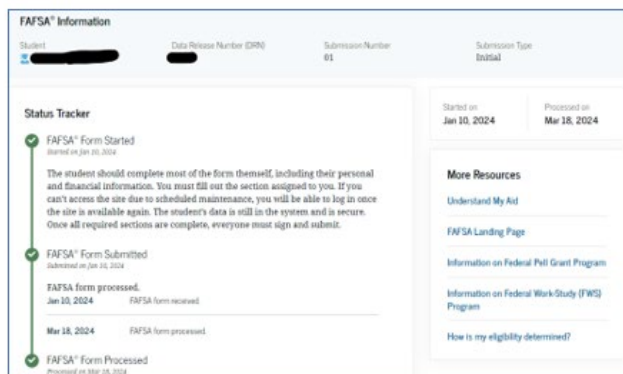 FAFSA® Information
Student
Data Release Number (DRN)
Submission Number
01
Submission Type
Initial
Status Tracker
FAFSA® Form Started
Started on Jan 10, 2024
The student should complete most of the form themself, including their personal
and financial information. You must fill out the section assigned to you. If you
can't access the site due to scheduled maintenance, you will be able to log in once
the site is available again. The student's data is still in the system and is secure.
Once all required sections are complete, everyone must sign and submit.
FAFSA® Form Submitted
Submitted on Jan 10, 2024
FAFSA form processed.
Jan 10, 2024 FAFSA form received.
Mar 18, 2024 FAFSA form processed.
FAFSA® Form Processed
Processed on Mar 18, 2024
Started on
Jan 10, 2024
Processed on
Mar 18, 2024
More Resources
Understand My Aid
FAFSA Landing Page
Information on Federal Pell Grant Program
Information on Federal Work-Study (FWS)
Program
How is my eligibility determined?